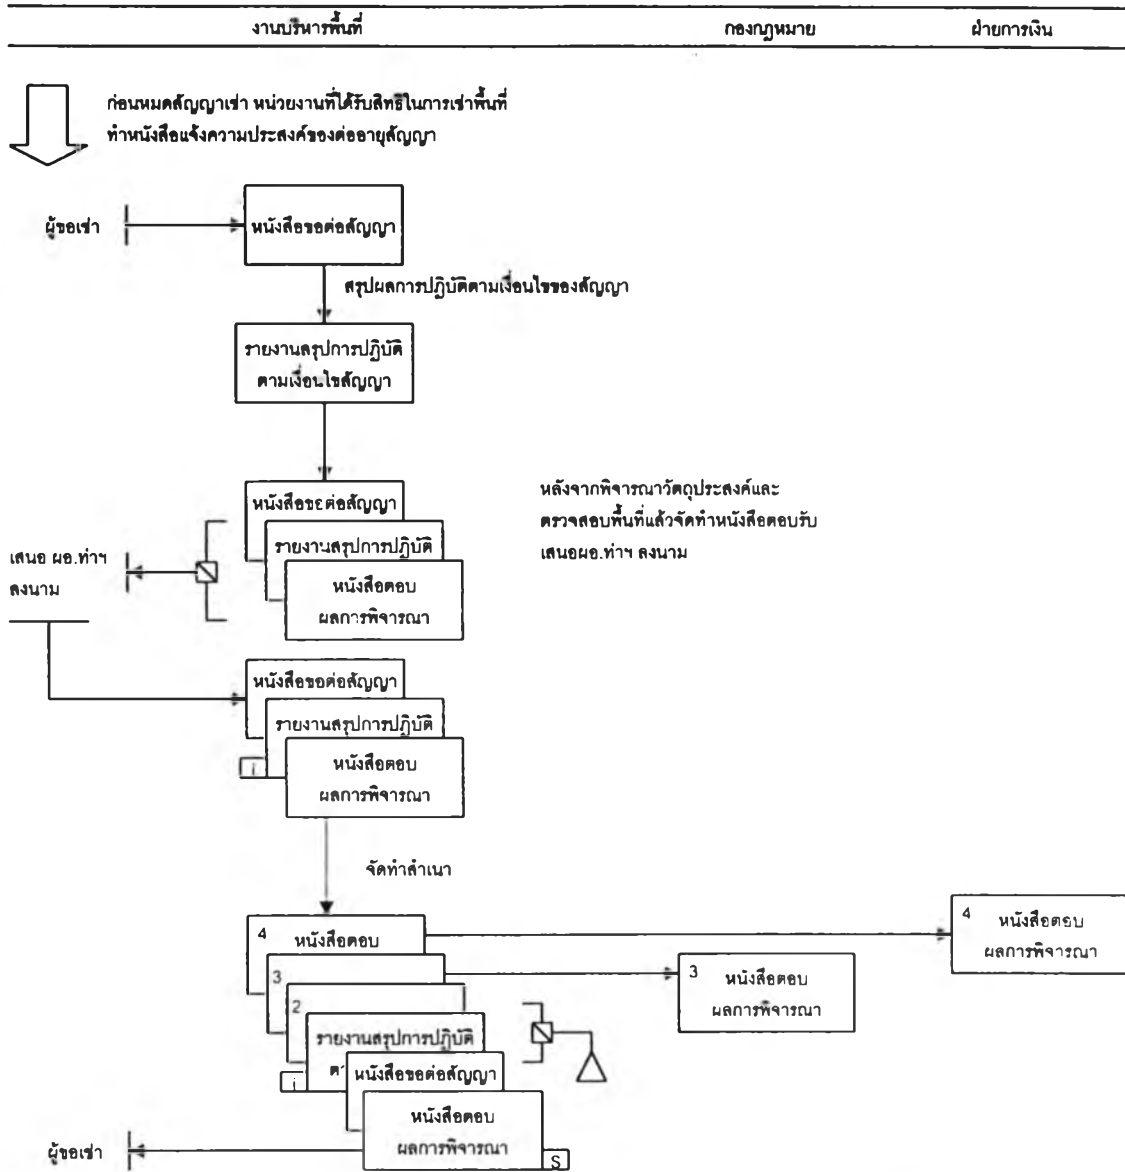 งานบริหารพื้นที่ กองกฎหมาย ฝ่ายการเงิน
ก่อนหมดสัญญาเช่า หน่วยงานที่ได้รับสิทธิในการเช่าพื้นที่
ทำหนังสือแจ้งความประสงค์ของต่ออายุสัญญา
ผู้ขอเช่า
หนังสือขอต่อสัญญา
สรุปผลการปฏิบัติตามเงื่อนไขของสัญญา
รายงานสรุปการปฏิบัติ
ตามเงื่อนไขสัญญา
หนังสือขอต่อสัญญา
รายงานสรุปการปฏิบัติ
หนังสือตอบ
ผลการพิจารณา
หลังจากพิจารณาวัตถุประสงค์และ
ตรวจสอบพื้นที่แล้วจัดทำหนังสือตอบรับ
เสนอผอ.ท่าฯ ลงนาม
เสนอ ผอ.ท่าฯ
ลงนาม
หนังสือขอต่อสัญญา
รายงานสรุปการปฏิบัติ
i
หนังสือตอบ
ผลการพิจารณา
จัดทำสำเนา
4 หนังสือตอบ
4 หนังสือตอบ
ผลการพิจารณา
3
3 หนังสือตอบ
ผลการพิจารณา
2
รายงานสรุปการปฏิบัติ
i
หนังสือขอต่อสัญญา
หนังสือตอบ
ผลการพิจารณา
S
ผู้ขอเช่า